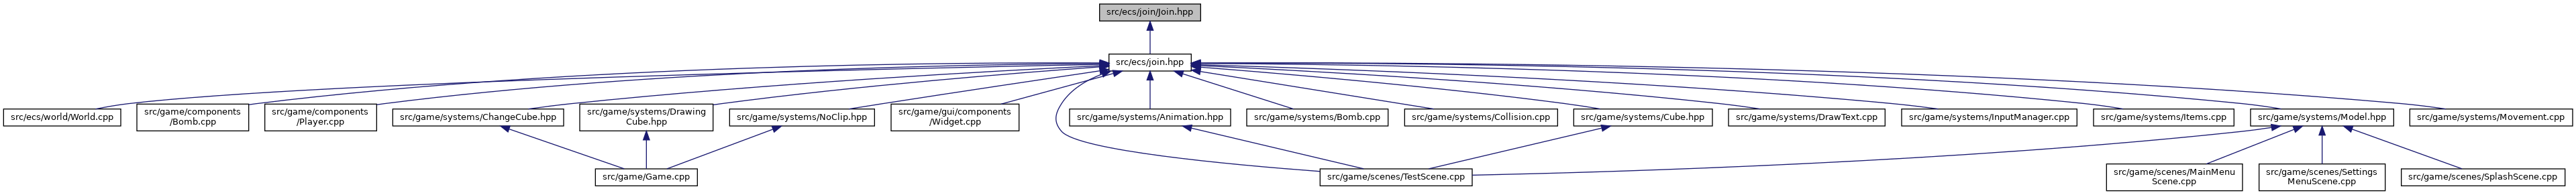 src/ecs/join/Join.hpp
src/ecs/join.hpp
src/ecs/world/World.cpp
src/game/components
/Bomb.cpp
src/game/components
/Player.cpp
src/game/systems/ChangeCube.hpp
src/game/systems/Drawing
Cube.hpp
src/game/systems/NoClip.hpp
src/game/gui/components
/Widget.cpp
src/game/systems/Animation.hpp
src/game/systems/Bomb.cpp
src/game/systems/Collision.cpp
src/game/systems/Cube.hpp
src/game/systems/DrawText.cpp
src/game/systems/InputManager.cpp
src/game/systems/Items.cpp
src/game/systems/Model.hpp
src/game/systems/Movement.cpp
src/game/Game.cpp
src/game/scenes/TestScene.cpp
src/game/scenes/MainMenu
Scene.cpp
src/game/scenes/Settings
MenuScene.cpp
src/game/scenes/SplashScene.cpp